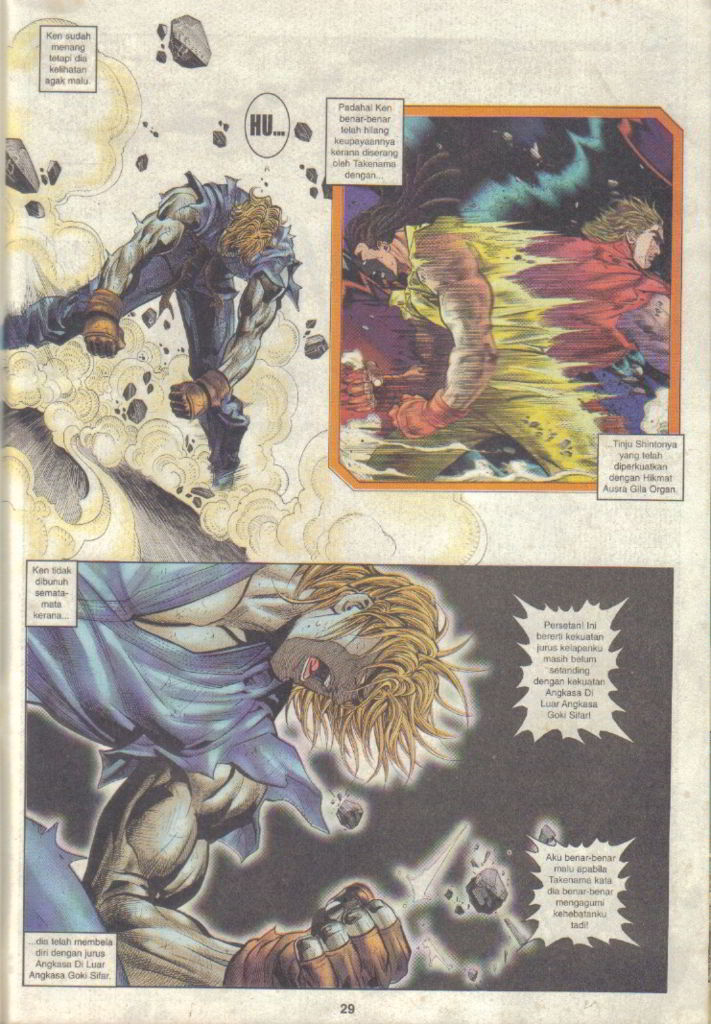 Ken sudah
menang
tetapi dia
kelihatan
agak malu.
HU...
Padahal Ken
benar-benar
telah hilang
keupayaannya
kerana diserang
oleh Takenama
dengan...
...Tinju Shintonya
yang telah
diperkuatkan
dengan Hikmat
Ausra Gila Organ.
Ken tidak
dibunuh
semata-
mata
kerana...
Persetan! Ini
bererti kekuatan
jurus kelapanku
masih belum
setanding
dengan kekuatan
Angkasa Di
Luar Angkasa
Goki Sifar!
Aku benar-benar
malu apabila
Takenama kata
dia benar-benar
mengagumi
kehebatanku
tadi!
...dia telah membela
diri dengan jurus
Angkasa Di Luar
Angkasa Goki Sifar.
29